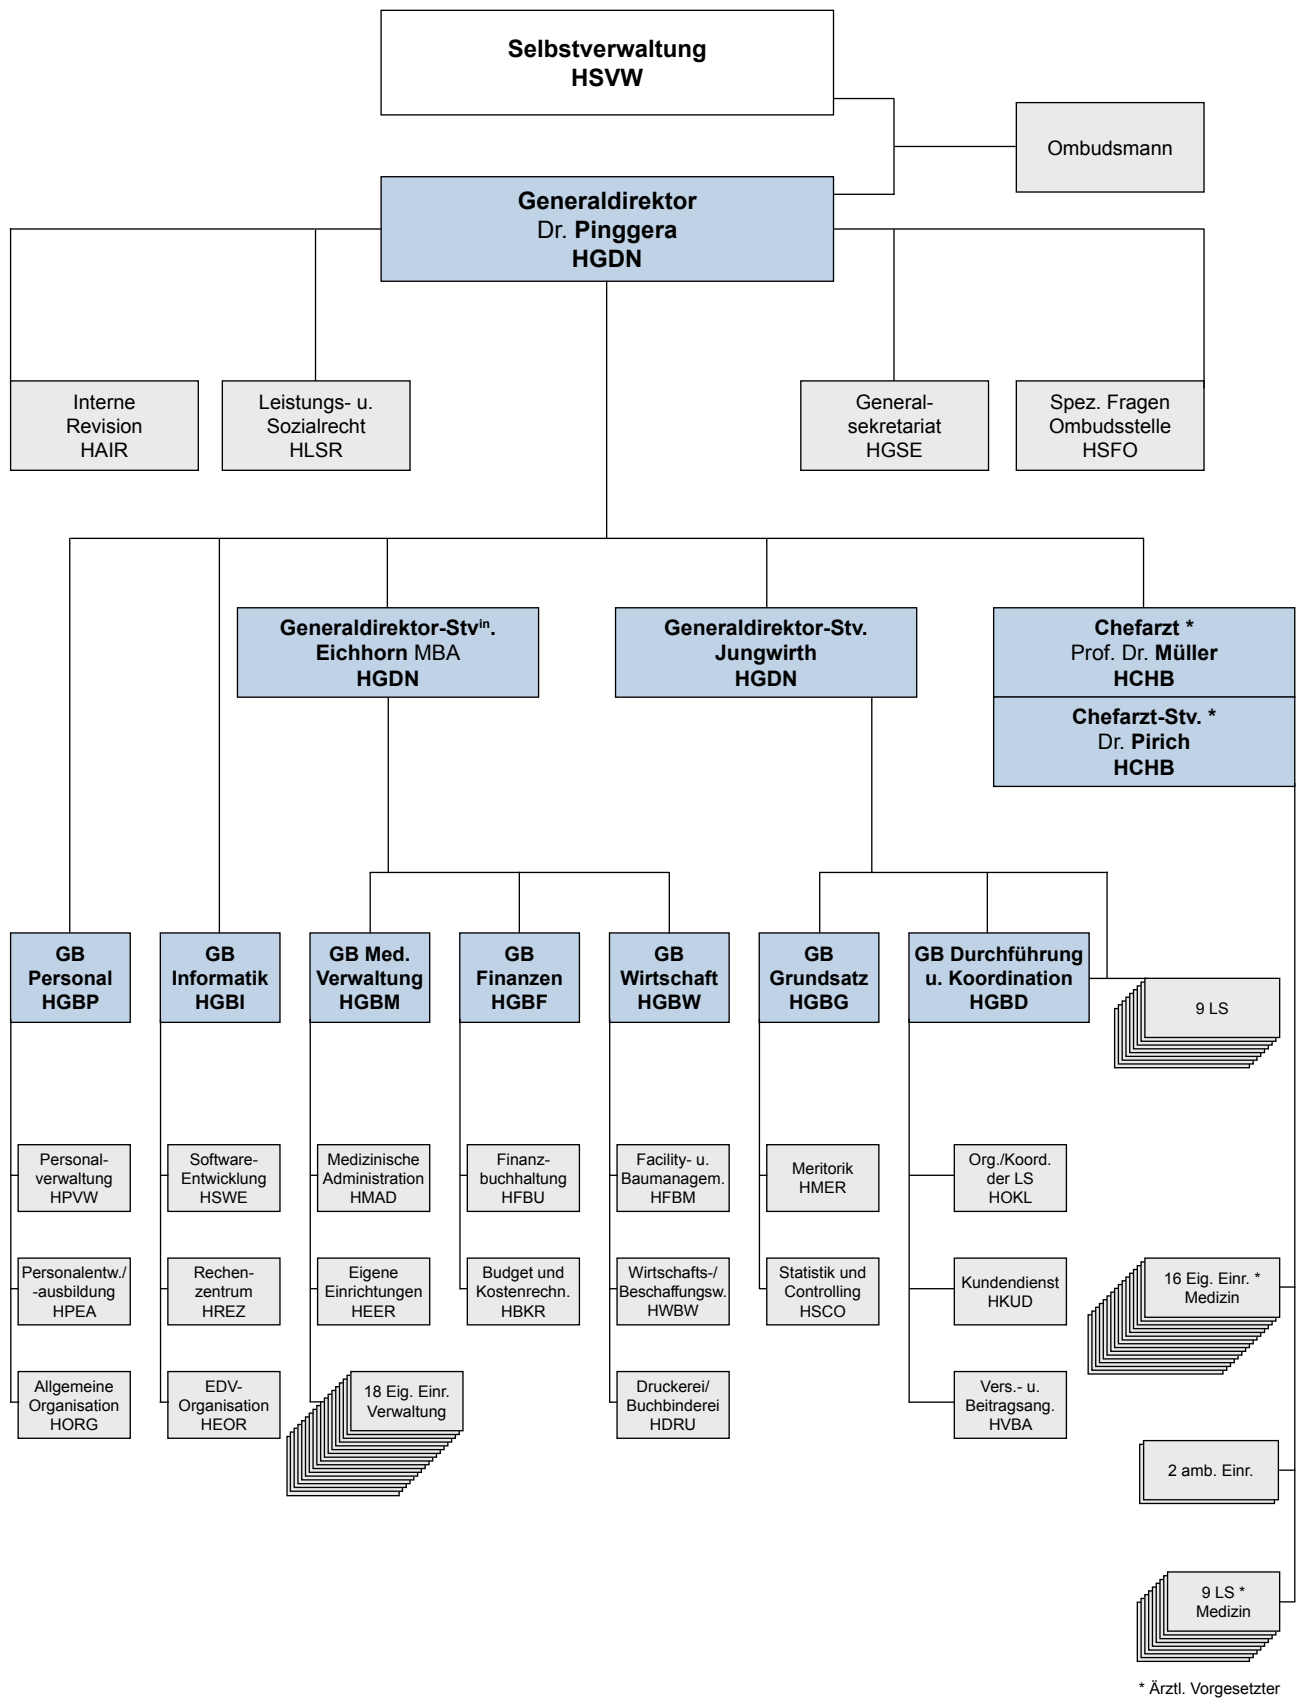 Selbstverwaltung
HSVW
Ombudsmann
Generaldirektor
Dr. Pinggera
HGDN
Interne
Revision
HAIR
Leistungs- u.
Sozialrecht
HLSR
General-
sekretariat
HGSE
Spez. Fragen
Ombudsstelle
HSFO
Generaldirektor-Stvin.
Eichhorn MBA
HGDN
Generaldirektor-Stv.
Jungwirth
HGDN
Chefarzt *
Prof. Dr. Müller
HCHB
Chefarzt-Stv. *
Dr. Pirich
HCHB
GB
Personal
HGBP
GB
Informatik
HGBI
GB Med.
Verwaltung
HGBM
GB
Finanzen
HGBF
GB
Wirtschaft
HGBW
GB
Grundsatz
HGBG
GB Durchführung
u. Koordination
HGBD
9 LS
Personal-
verwaltung
HPVW
Software-
Entwicklung
HSWE
Medizinische
Administration
HMAD
Finanz-
buchhaltung
HFBU
Facility- u.
Baumanagem.
HFBM
Meritorik
HMER
Org./Koord.
der LS
HOKL
Personalentw./
-ausbildung
HPEA
Rechen-
zentrum
HREZ
Eigene
Einrichtungen
HEER
Budget und
Kostenrechn.
HBKR
Wirtschafts-/
Beschaffungsw.
HWBW
Statistik und
Controlling
HSCO
Kundendienst
HKUD
16 Eig. Einr. *
Medizin
Allgemeine
Organisation
HORG
EDV-
Organisation
HEOR
18 Eig. Einr.
Verwaltung
Druckerei/
Buchbinderei
HDRU
Vers.- u.
Beitragsang.
HVBA
2 amb. Einr.
9 LS *
Medizin
* Ärztl. Vorgesetzter